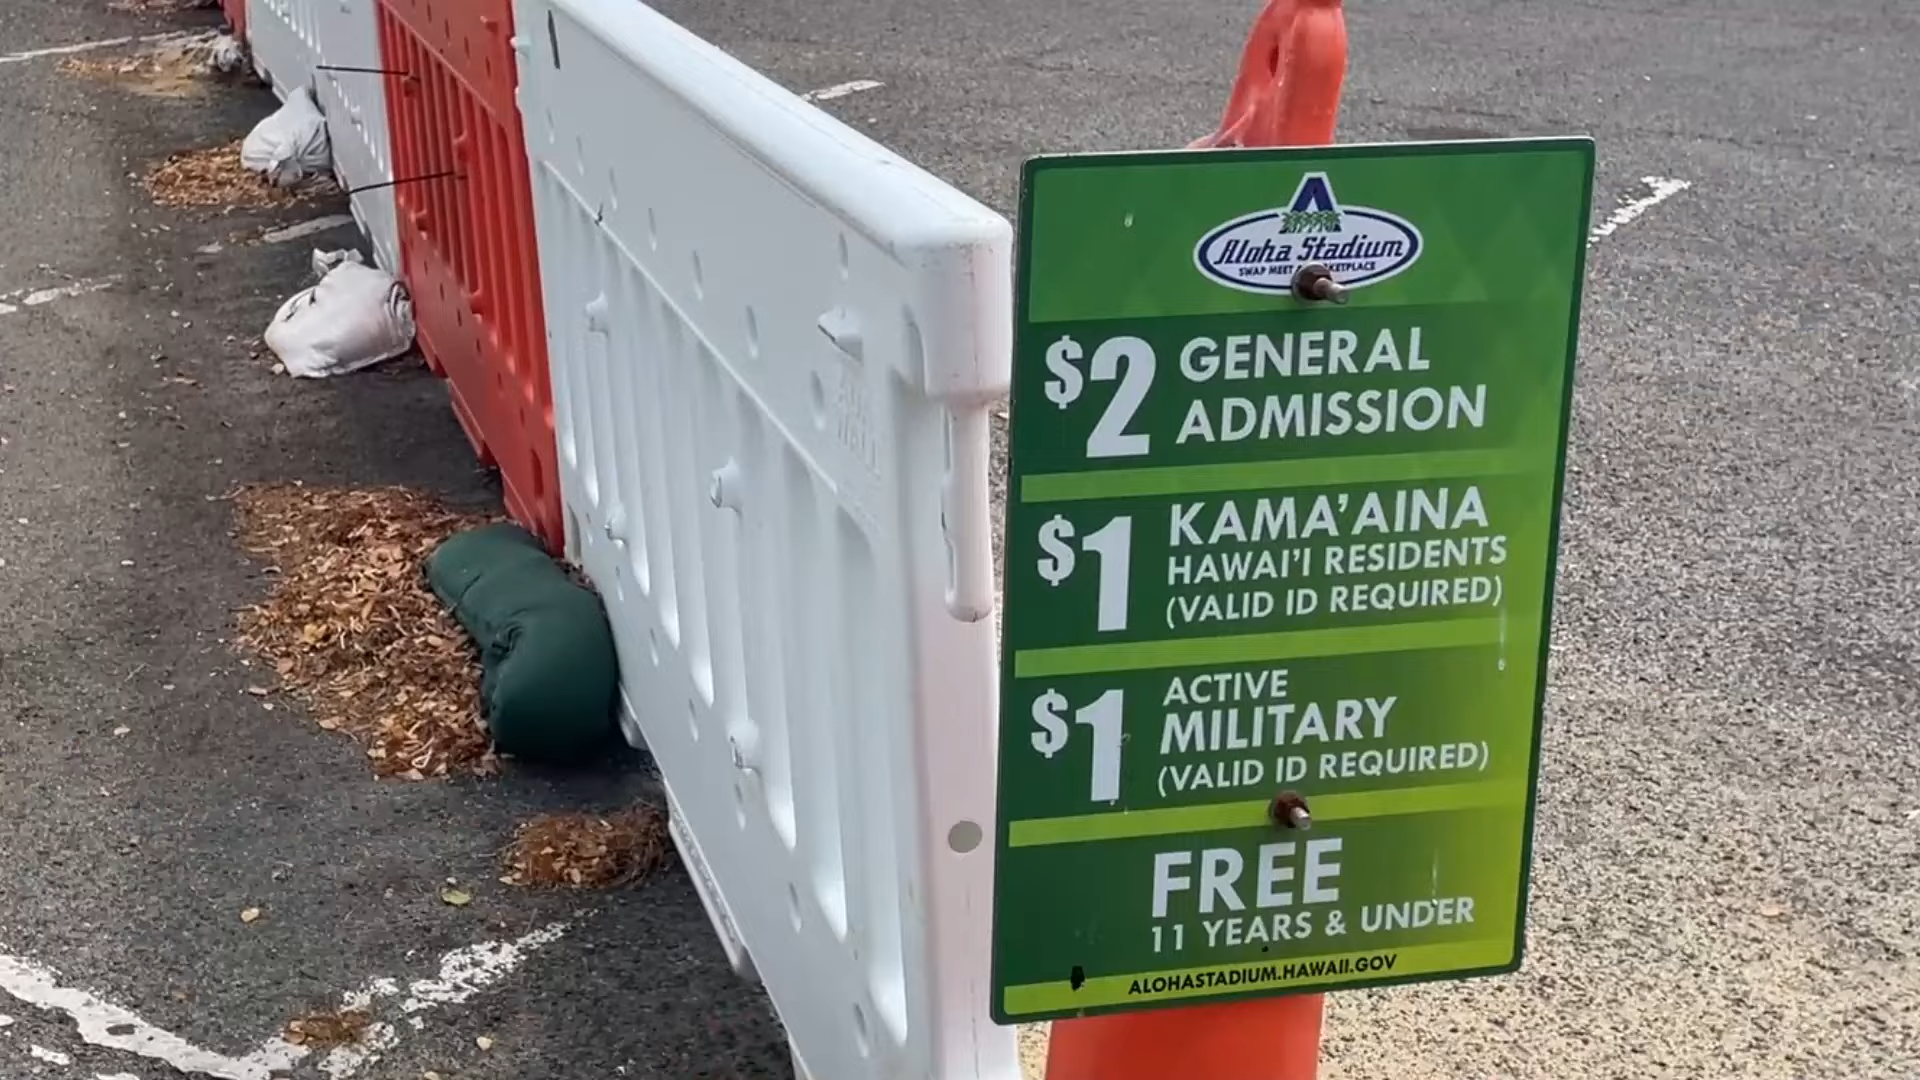 Aloha Stadium
SWAP MEET
$2 GENERAL
ADMISSION
$1 KAMA'AINA
HAWAI'I RESIDENTS
(VALID ID REQUIRED)
$1 ACTIVE
MILITARY
(VALID ID REQUIRED)
FREE
11 YEARS & UNDER
ALOHASTADIUM.HAWAII.GOV